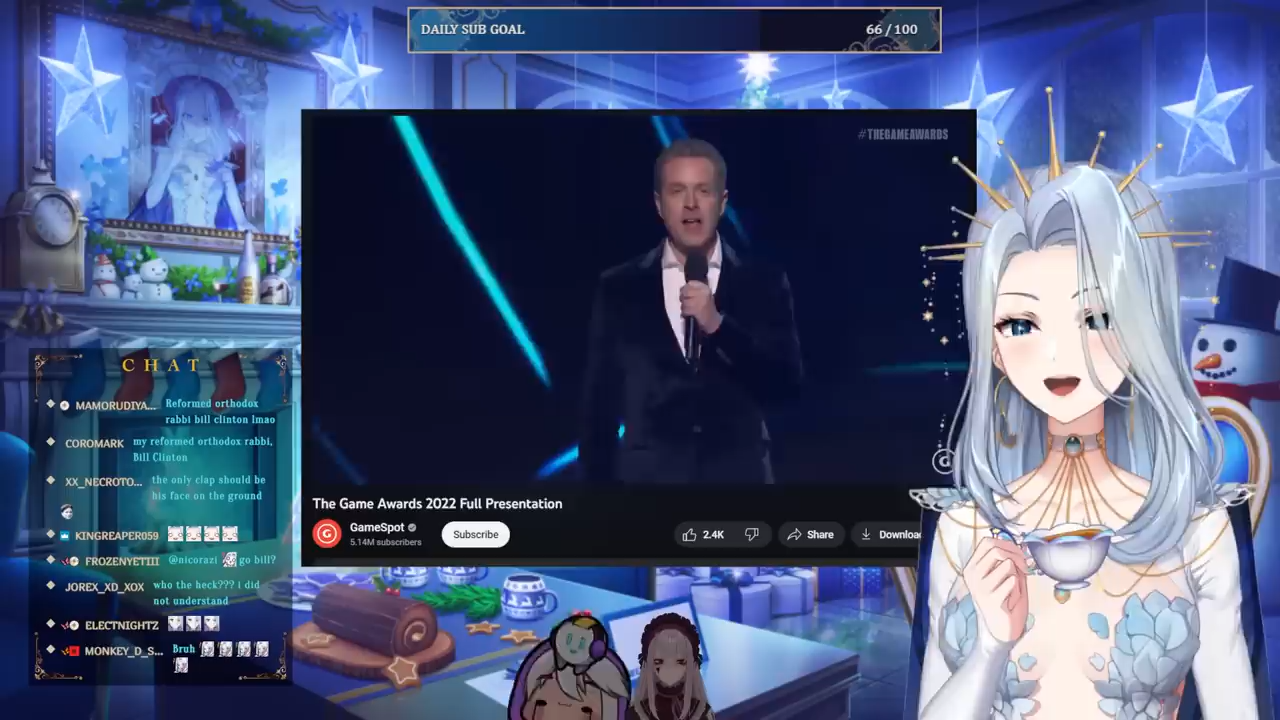 DAILY SUB GOAL
66 / 100
#THEGAMEAWARDS
CHAT
MAMORUDIYA... Reformed orthodox
rabbi bill clinton lmao
COROMARK my reformed orthodox rabbi,
Bill Clinton
XX_NECROTO... the only clap should be
his face on the ground
KINGREAPER059
FROZENYETIII @nicorazi go bill?
JOREX_XD_XOX who the heck??? i did
not understand
ELECTNIGHTZ
MONKEY_D_S... Bruh
The Game Awards 2022 Full Presentation
GameSpot
5.14M subscribers
Subscribe
2.4K
Share
Downloa